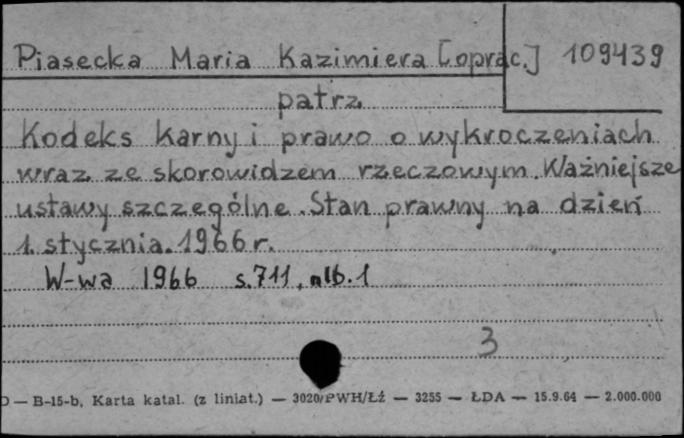 Piasecka Maria Kazimiera [oprac.] 109439
patrz
Kodeks karny i prawo o wykroczeniach
wraz ze skorowidzem rzeczowym. Ważniejsze
ustawy szczególne. Stan prawny na dzień
1. stycznia. 1966 r.
W-wa 1966 s. 711, nlb. 1
3
D — B-15-b, Karta katal. (z liniat.) — 3020/PWH/Łź — 3255 — ŁDA — 15.9.64 — 2.000.000